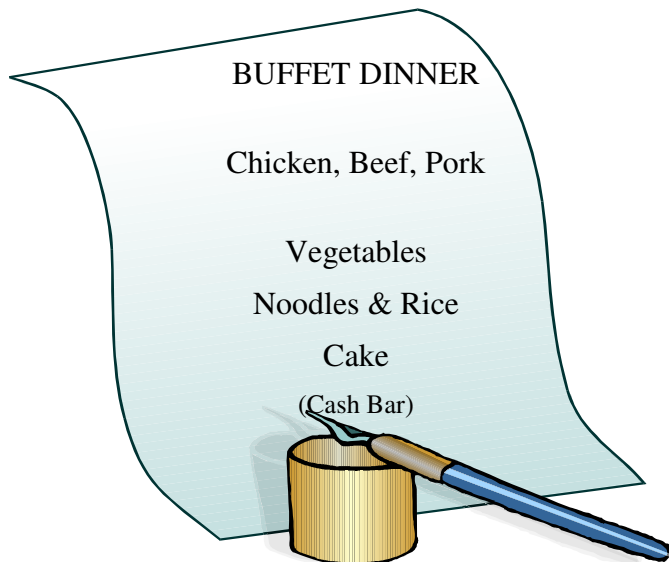 BUFFET DINNER
Chicken, Beef, Pork
Vegetables
Noodles & Rice
Cake
(Cash Bar)